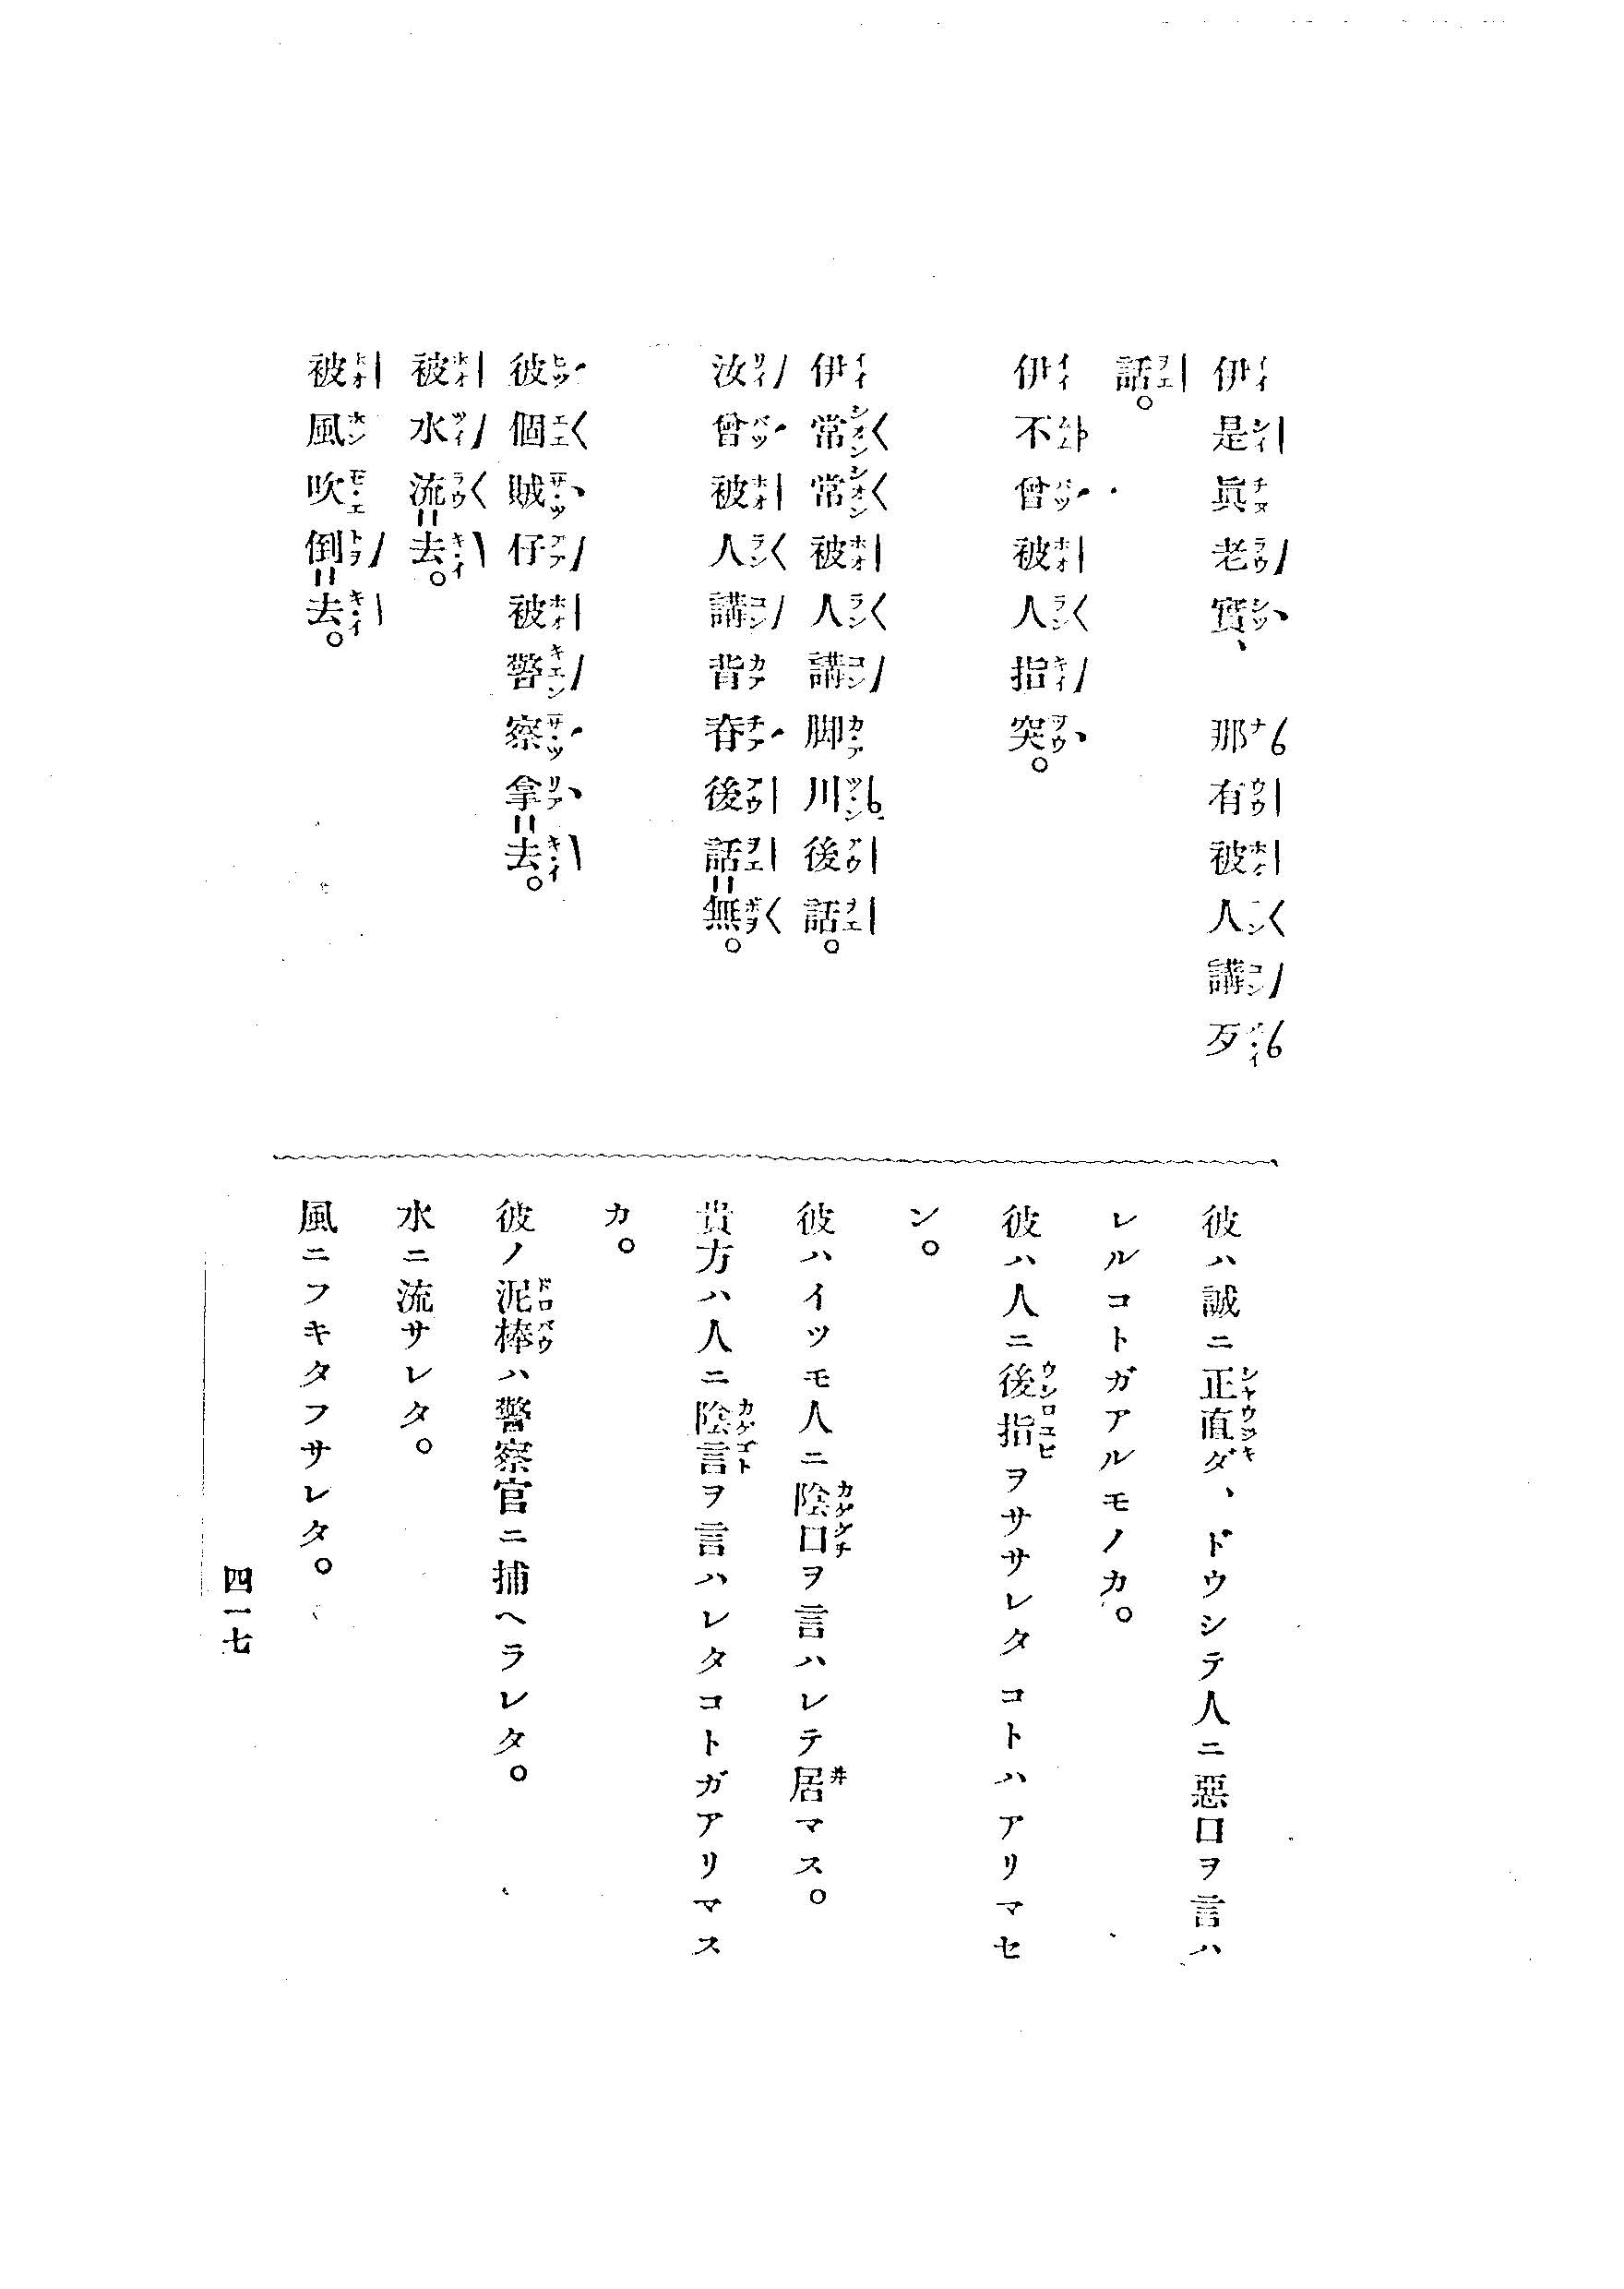 伊是眞老實、那有被人講歹
話。
伊不曾被人指突。
伊常常被人講脚川後話。
汝曾被人講背脊後話＝無。
彼個賊仔被警察拿＝去。
被水流＝去。
被風吹倒＝去。
彼ハ誠ニ正直ダ、ドウシテ人ニ惡口ヲ言ハ
レルコトガアルモノカ。
彼ハ人ニ後指ヲササレタコトハアリマセ
ン。
彼ハイツモ人ニ陰口ヲ言ハレテ居マス。
貴方ハ人ニ陰言ヲ言ハレタコトガアリマス
カ。
彼ノ泥棒ハ警察官ニ捕ヘラレタ。
水ニ流サレタ。
風ニフキタフサレタ。
四一七